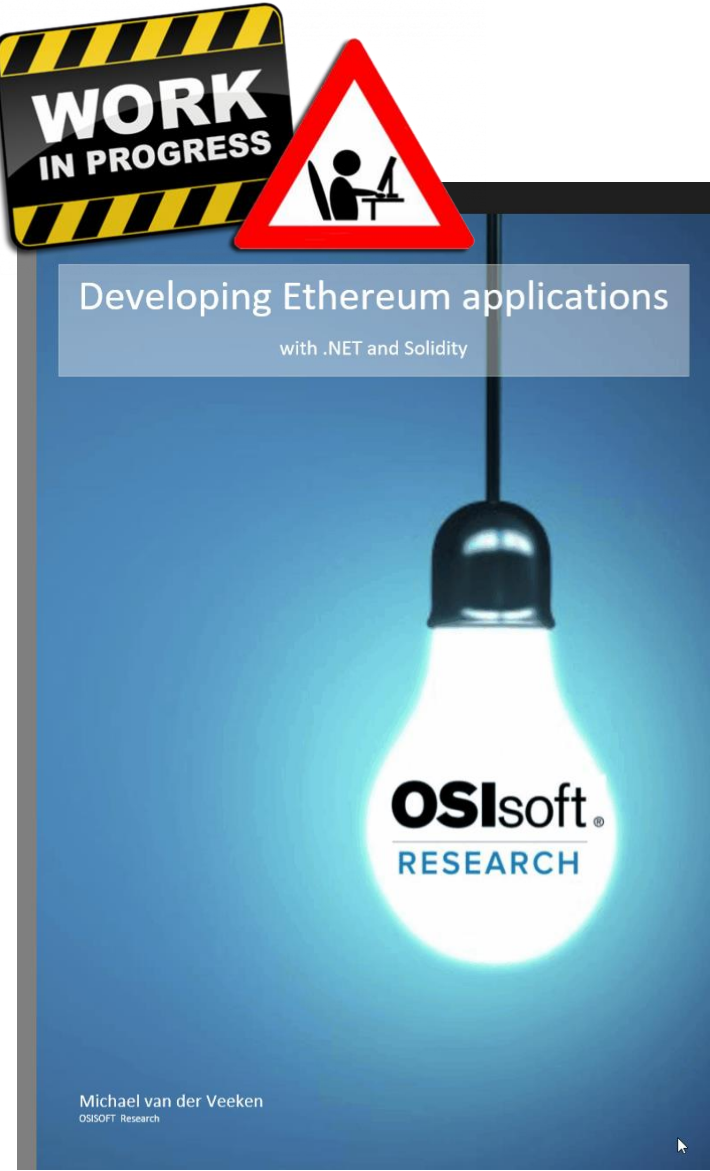 WORK
IN PROGRESS
Developing Ethereum applications
with .NET and Solidity
OSIsoft®
RESEARCH
Michael van der Veeken
OSISOFT Research